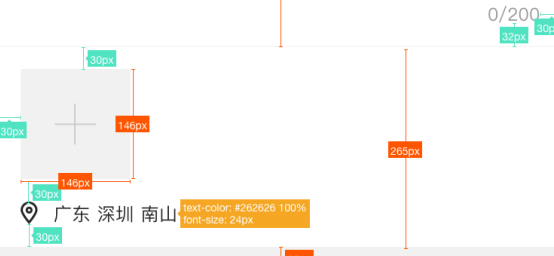 0/200
30px
32px
30px
146px
30px
265px
146px
30px
广东 深圳 南山
text-color: #262626 100%
font-size: 24px
30px